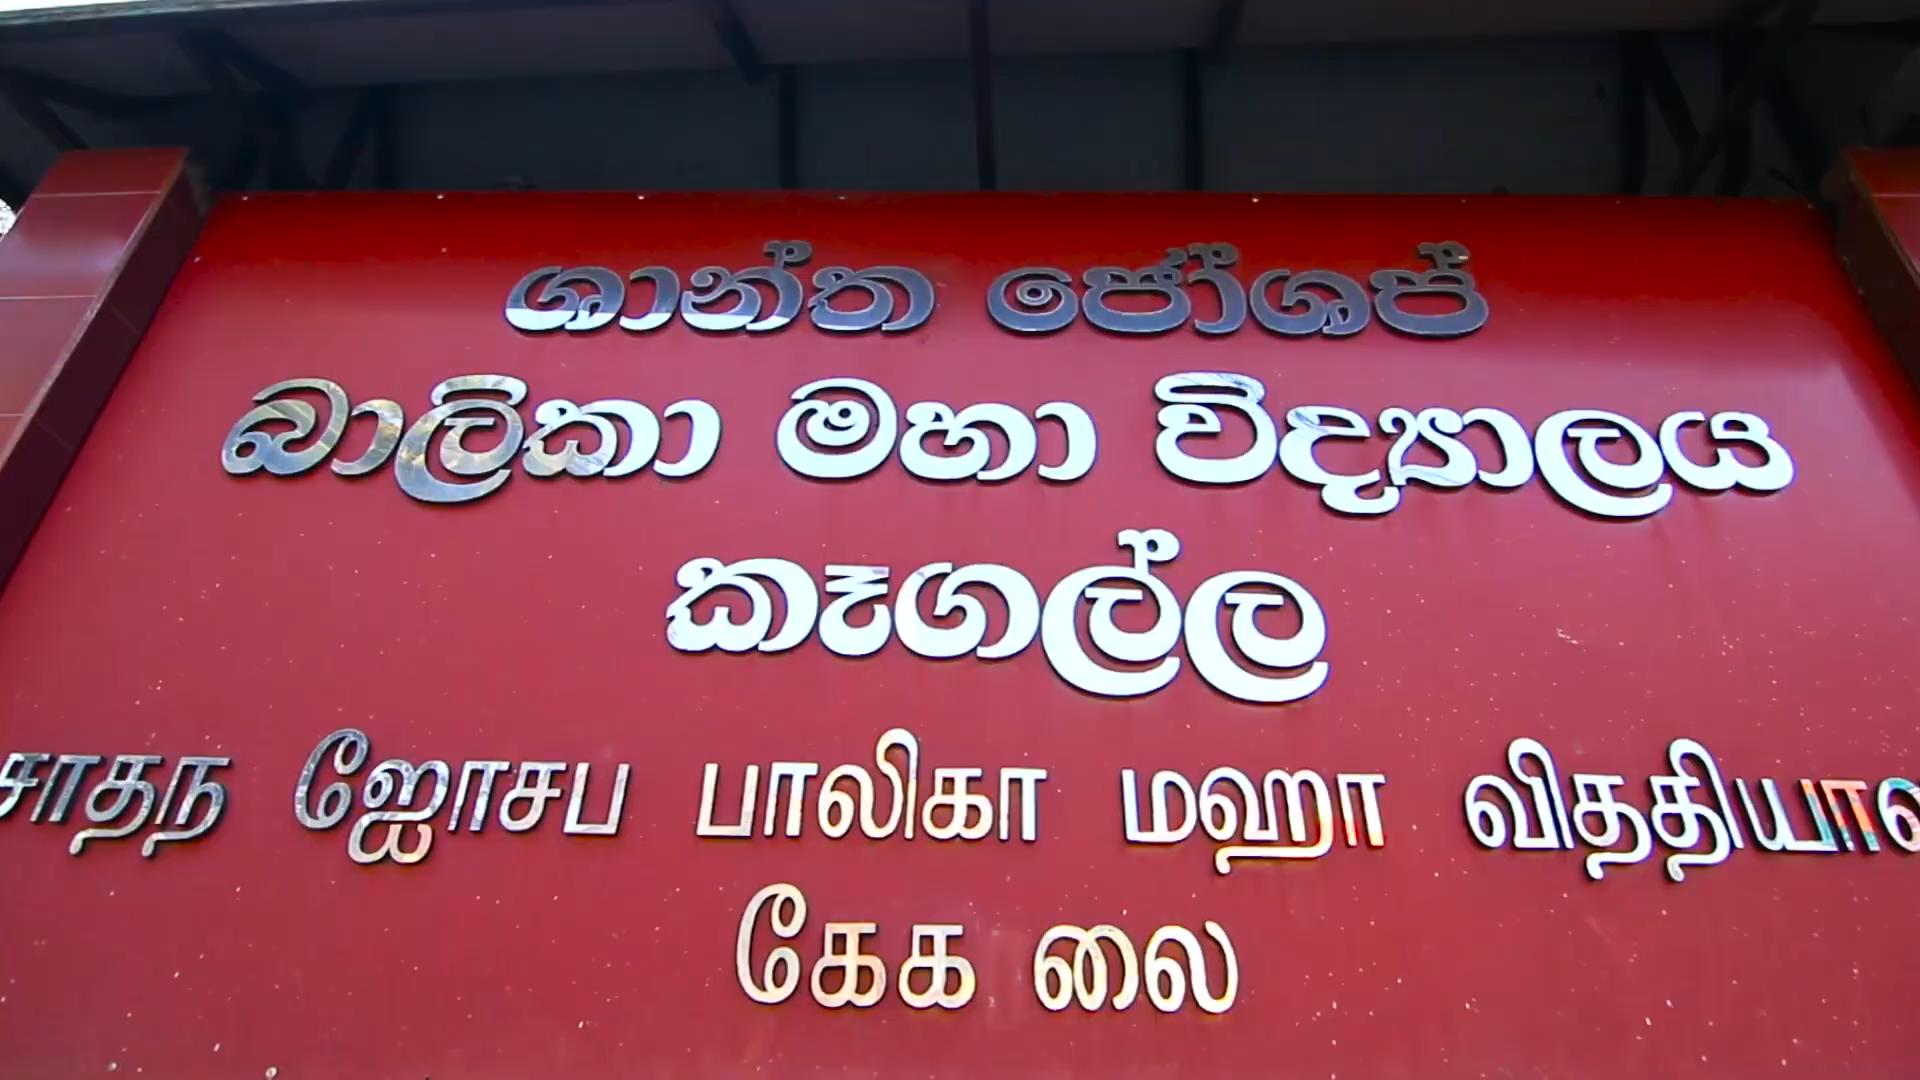 ශාන්ත ජෝශප්
බාලිකා මහා විද්‍යාලය
කෑගල්ල
சாதந ஜோசப பாலிகா மஹா விததியால
கேக லை